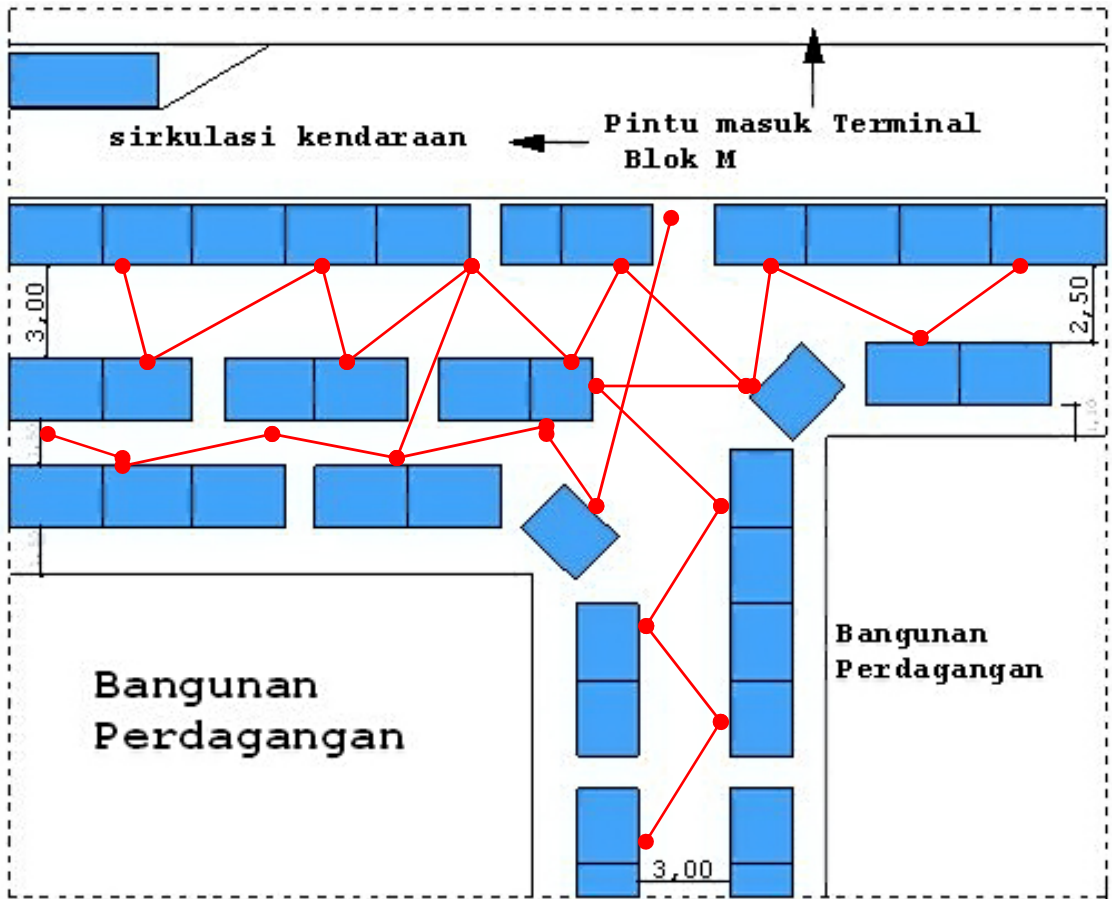 sirkulasi kendaraan
Pintu masuk Terminal
Blok M
3,00
2,50
Bangunan
Perdagangan
Bangunan
Perdagangan
3,00